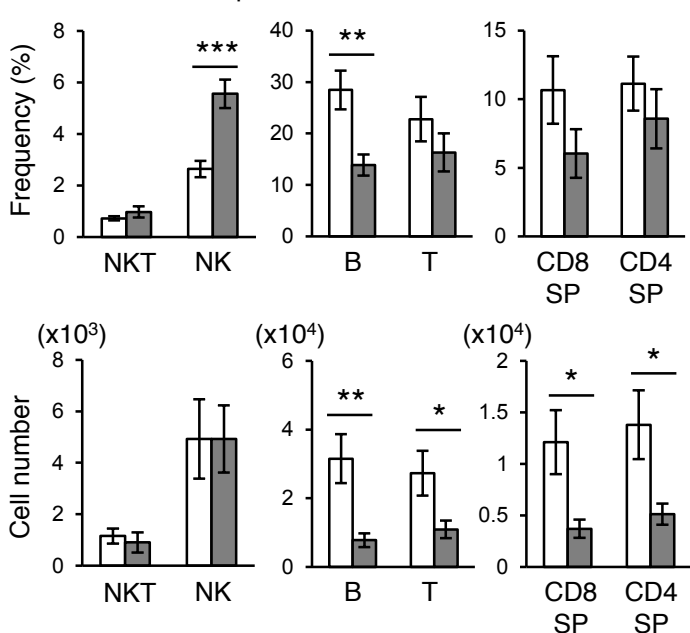 Frequency (%)
8
6
4
2
0
***
NKT
NK
40
30
20
10
0
**
B
T
15
10
5
0
CD8
SP
CD4
SP
Cell number
(x10³)
8
6
4
2
0
NKT
NK
(x10⁴)
6
4
2
0
**
*
B
T
(x10⁴)
2
1.5
1
0.5
0
*
*
CD8
SP
CD4
SP